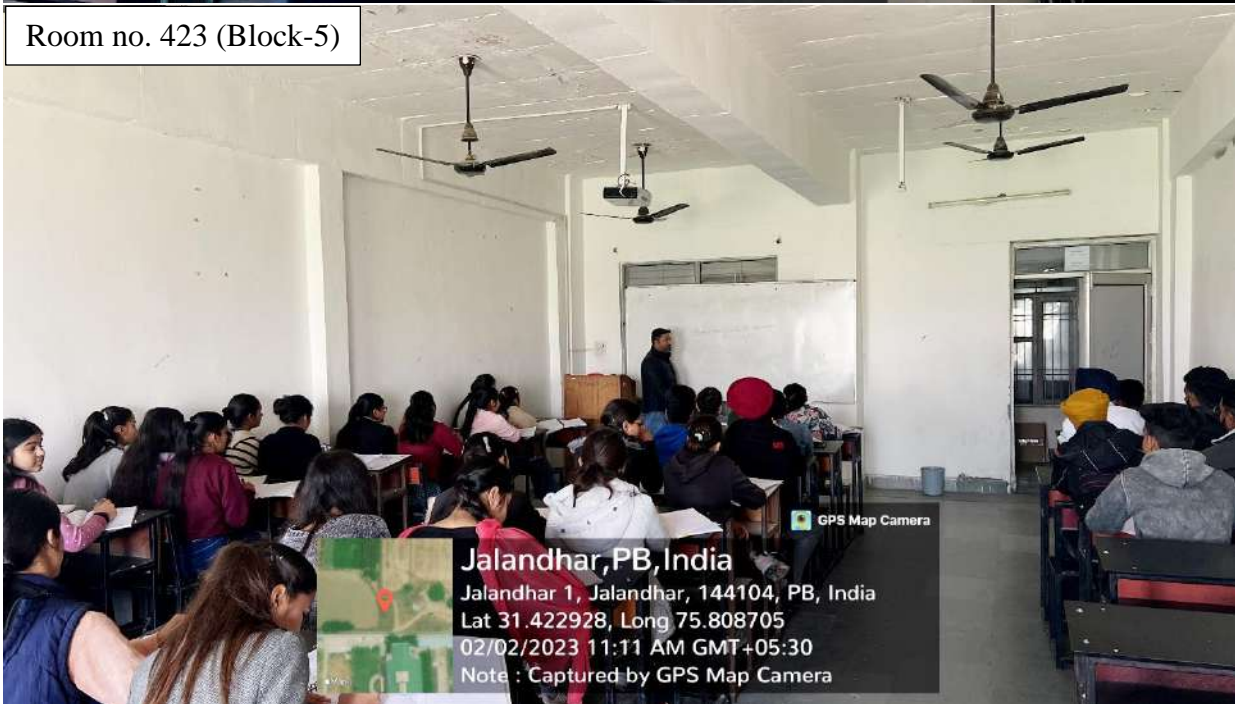 Room no. 423 (Block-5)
GPS Map Camera
Jalandhar,PB,India
Jalandhar 1, Jalandhar, 144104, PB, India
Lat 31.422928, Long 75.808705
02/02/2023 11:11 AM GMT+05:30
Note : Captured by GPS Map Camera